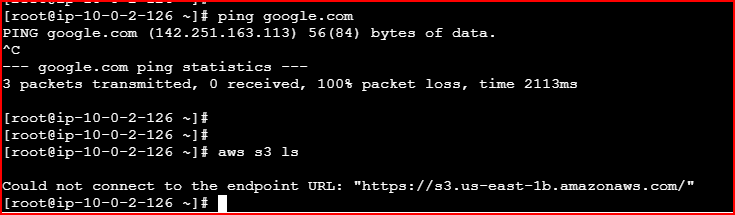 [root@ip-10-0-2-126 ~]# ping google.com
PING google.com (142.251.163.113) 56(84) bytes of data.
^C
--- google.com ping statistics ---
3 packets transmitted, 0 received, 100% packet loss, time 2113ms
[root@ip-10-0-2-126 ~]#
[root@ip-10-0-2-126 ~]#
[root@ip-10-0-2-126 ~]# aws s3 ls
Could not connect to the endpoint URL: "https://s3.us-east-1b.amazonaws.com/"
[root@ip-10-0-2-126 ~]#